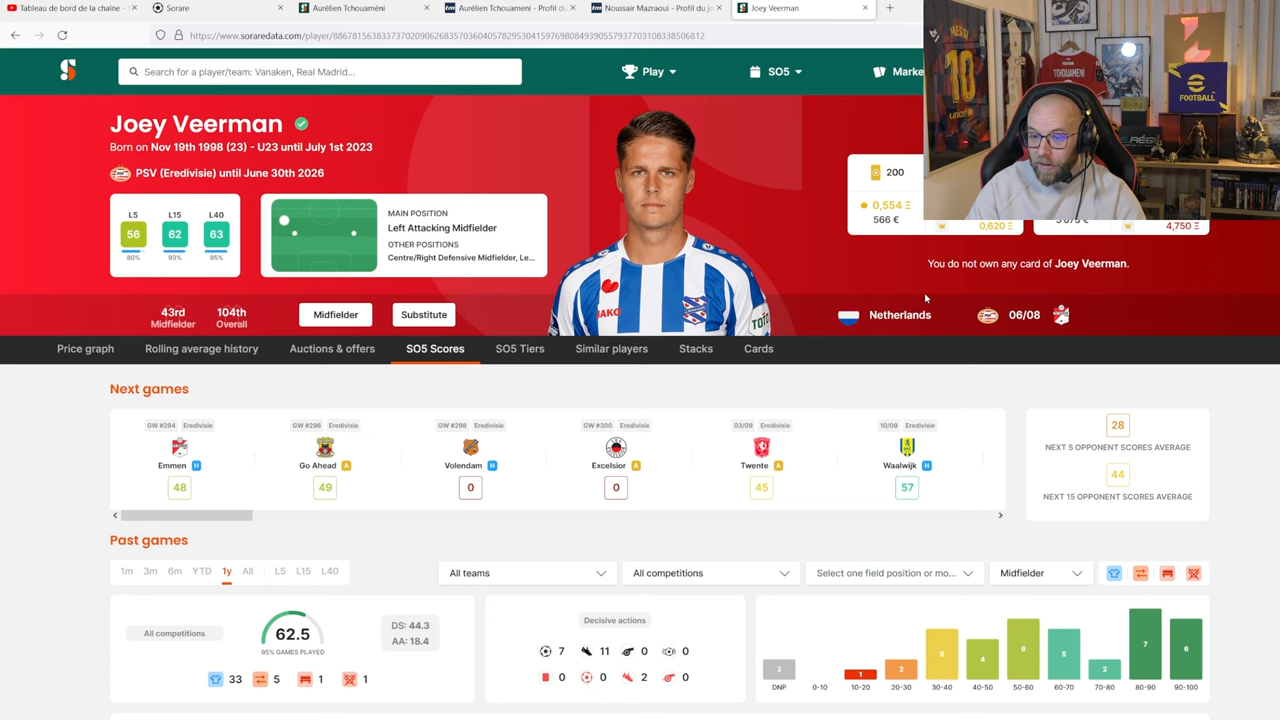 Tableau de bord de la chaîne -
Sorare
Aurélien Tchouaméni
Aurélien Tchouameni - Profil du
Noussair Mazraoui - Profil du jo
Joey Veerman
https://www.soraredata.com/player/88678156383373702090626835703604057829530415976980849390557937703108338506812
Search for a player/team: Vanaken, Real Madrid...
Play
SO5
Marke
Joey Veerman
Born on Nov 19th 1998 (23) - U23 until July 1st 2023
PSV (Eredivisie) until June 30th 2026
L5 L15 L40
56 62 63
80% 93% 95%
MAIN POSITION
Left Attacking Midfielder
OTHER POSITIONS
Centre/Right Defensive Midfielder, Le...
43rd
Midfielder
104th
Overall
Midfielder
Substitute
200
0,554 Ξ
566 €
W 0,620 Ξ
W 4,750 Ξ
You do not own any card of Joey Veerman.
Netherlands
06/08
MESSI
10
TCHOUAMENI
FOOTBALL
JAKO
TOTO
Price graph
Rolling average history
Auctions & offers
SO5 Scores
SO5 Tiers
Similar players
Stacks
Cards
Next games
GW #294 Eredivisie
Emmen H
48
GW #296 Eredivisie
Go Ahead A
49
GW #298 Eredivisie
Volendam H
0
GW #300 Eredivisie
Excelsior A
0
03/09 Eredivisie
Twente A
45
10/09 Eredivisie
Waalwijk H
57
28
NEXT 5 OPPONENT SCORES AVERAGE
44
NEXT 15 OPPONENT SCORES AVERAGE
Past games
1m 3m 6m YTD 1y All L5 L15 L40
All teams
All competitions
Select one field position or mo...
Midfielder
All competitions
62.5
95% GAMES PLAYED
DS: 44.3
AA: 18.4
33 5 1 1
Decisive actions
7 11 0 0
0 0 2 0
2 1 2 8 4 6 5 2 7 6
DNP 0-10 10-20 20-30 30-40 40-50 50-60 60-70 70-80 80-90 90-100